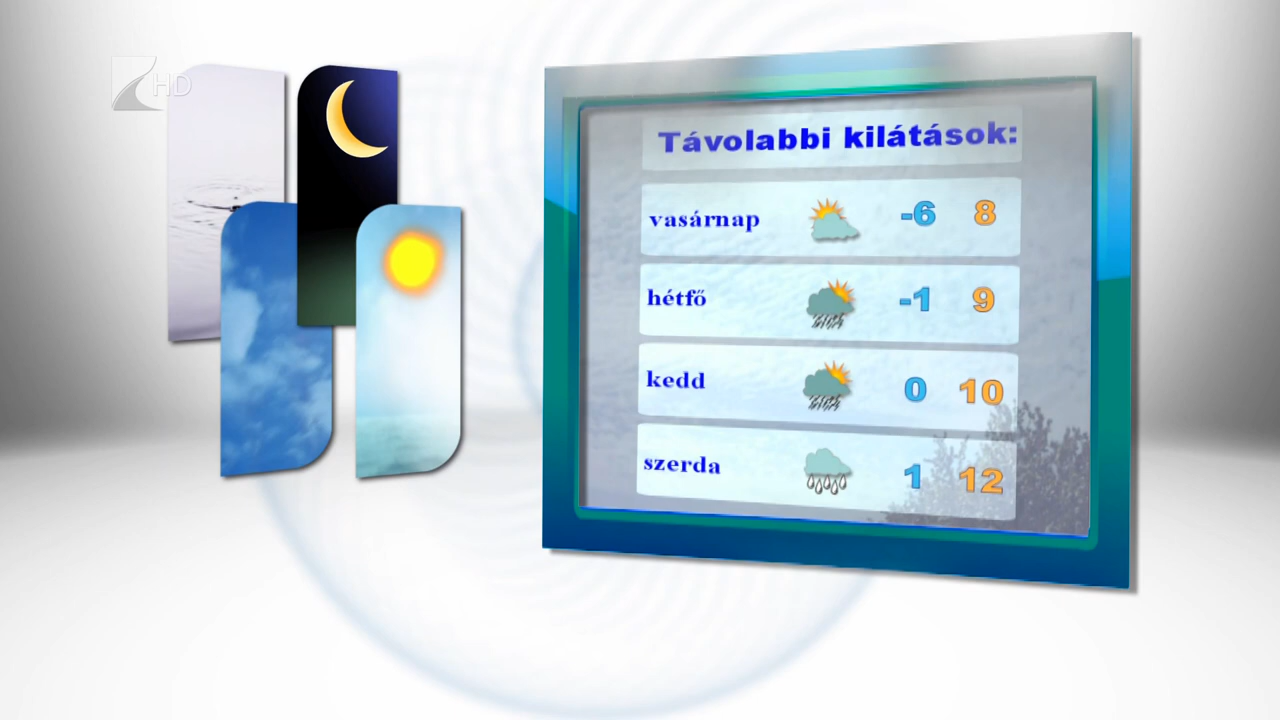 HD
Távolabbi kilátások:
vasárnap -6 8
hétfő -1 9
kedd 0 10
szerda 1 12